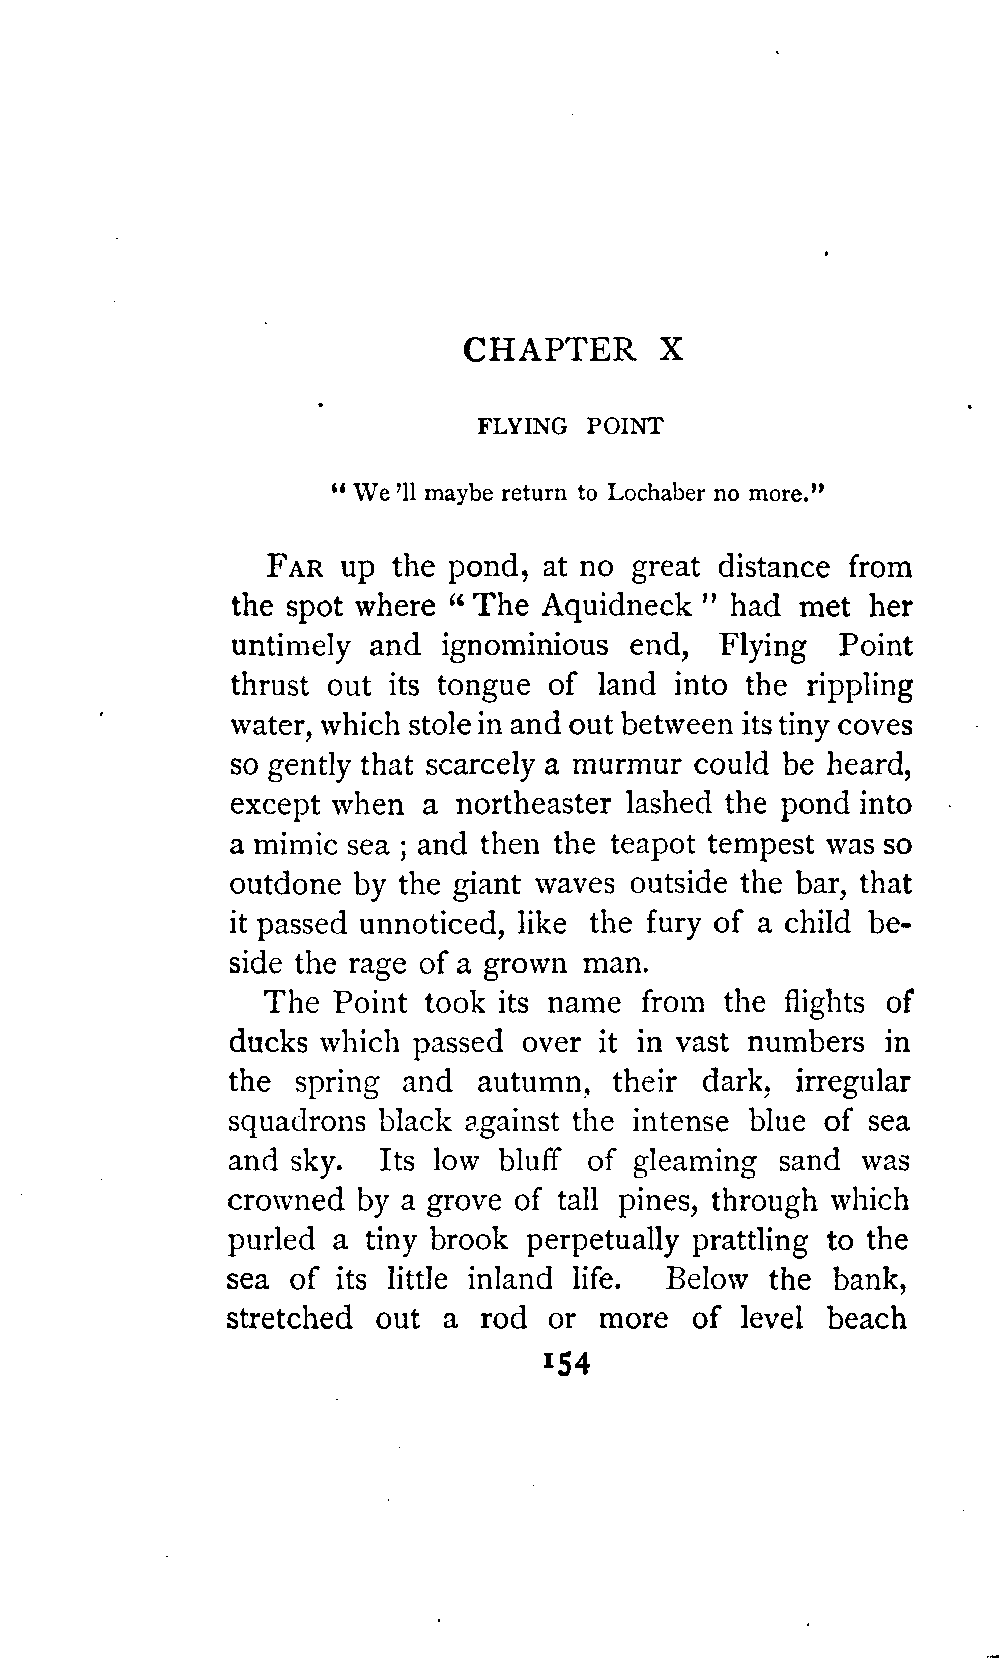 CHAPTER X
FLYING POINT
“ We ’ll maybe return to Lochaber no more.”
FAR up the pond, at no great distance from
the spot where “ The Aquidneck ” had met her
untimely and ignominious end, Flying Point
thrust out its tongue of land into the rippling
water, which stole in and out between its tiny coves
so gently that scarcely a murmur could be heard,
except when a northeaster lashed the pond into
a mimic sea ; and then the teapot tempest was so
outdone by the giant waves outside the bar, that
it passed unnoticed, like the fury of a child be-
side the rage of a grown man.
The Point took its name from the flights of
ducks which passed over it in vast numbers in
the spring and autumn, their dark, irregular
squadrons black against the intense blue of sea
and sky. Its low bluff of gleaming sand was
crowned by a grove of tall pines, through which
purled a tiny brook perpetually prattling to the
sea of its little inland life. Below the bank,
stretched out a rod or more of level beach
154